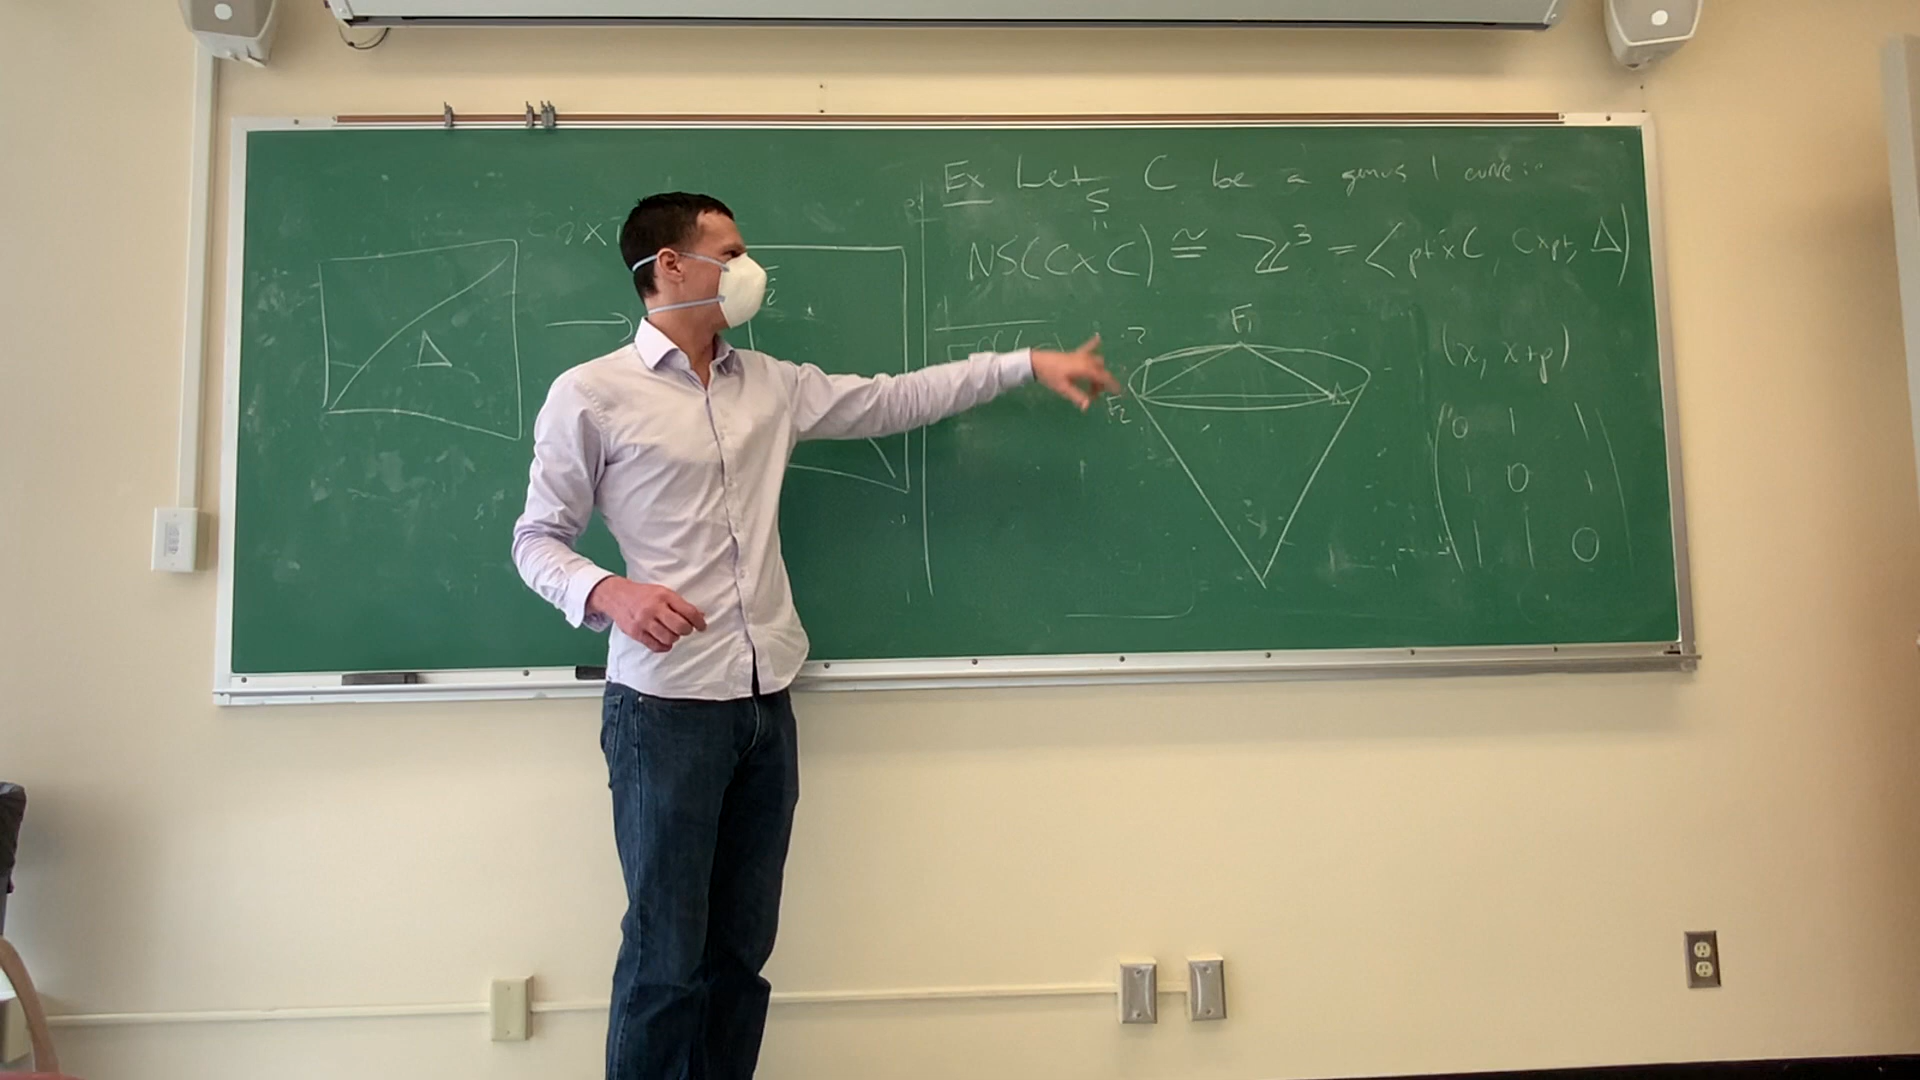 Δ
→
Ex Let C be a genus 1 curve
S
"
NS(C×C) ≅ ℤ³ = ⟨pt×C, C×pt, Δ⟩
F₁
F₂
Δ
(x, x+p)
0 1 1
1 0 1
1 1 0